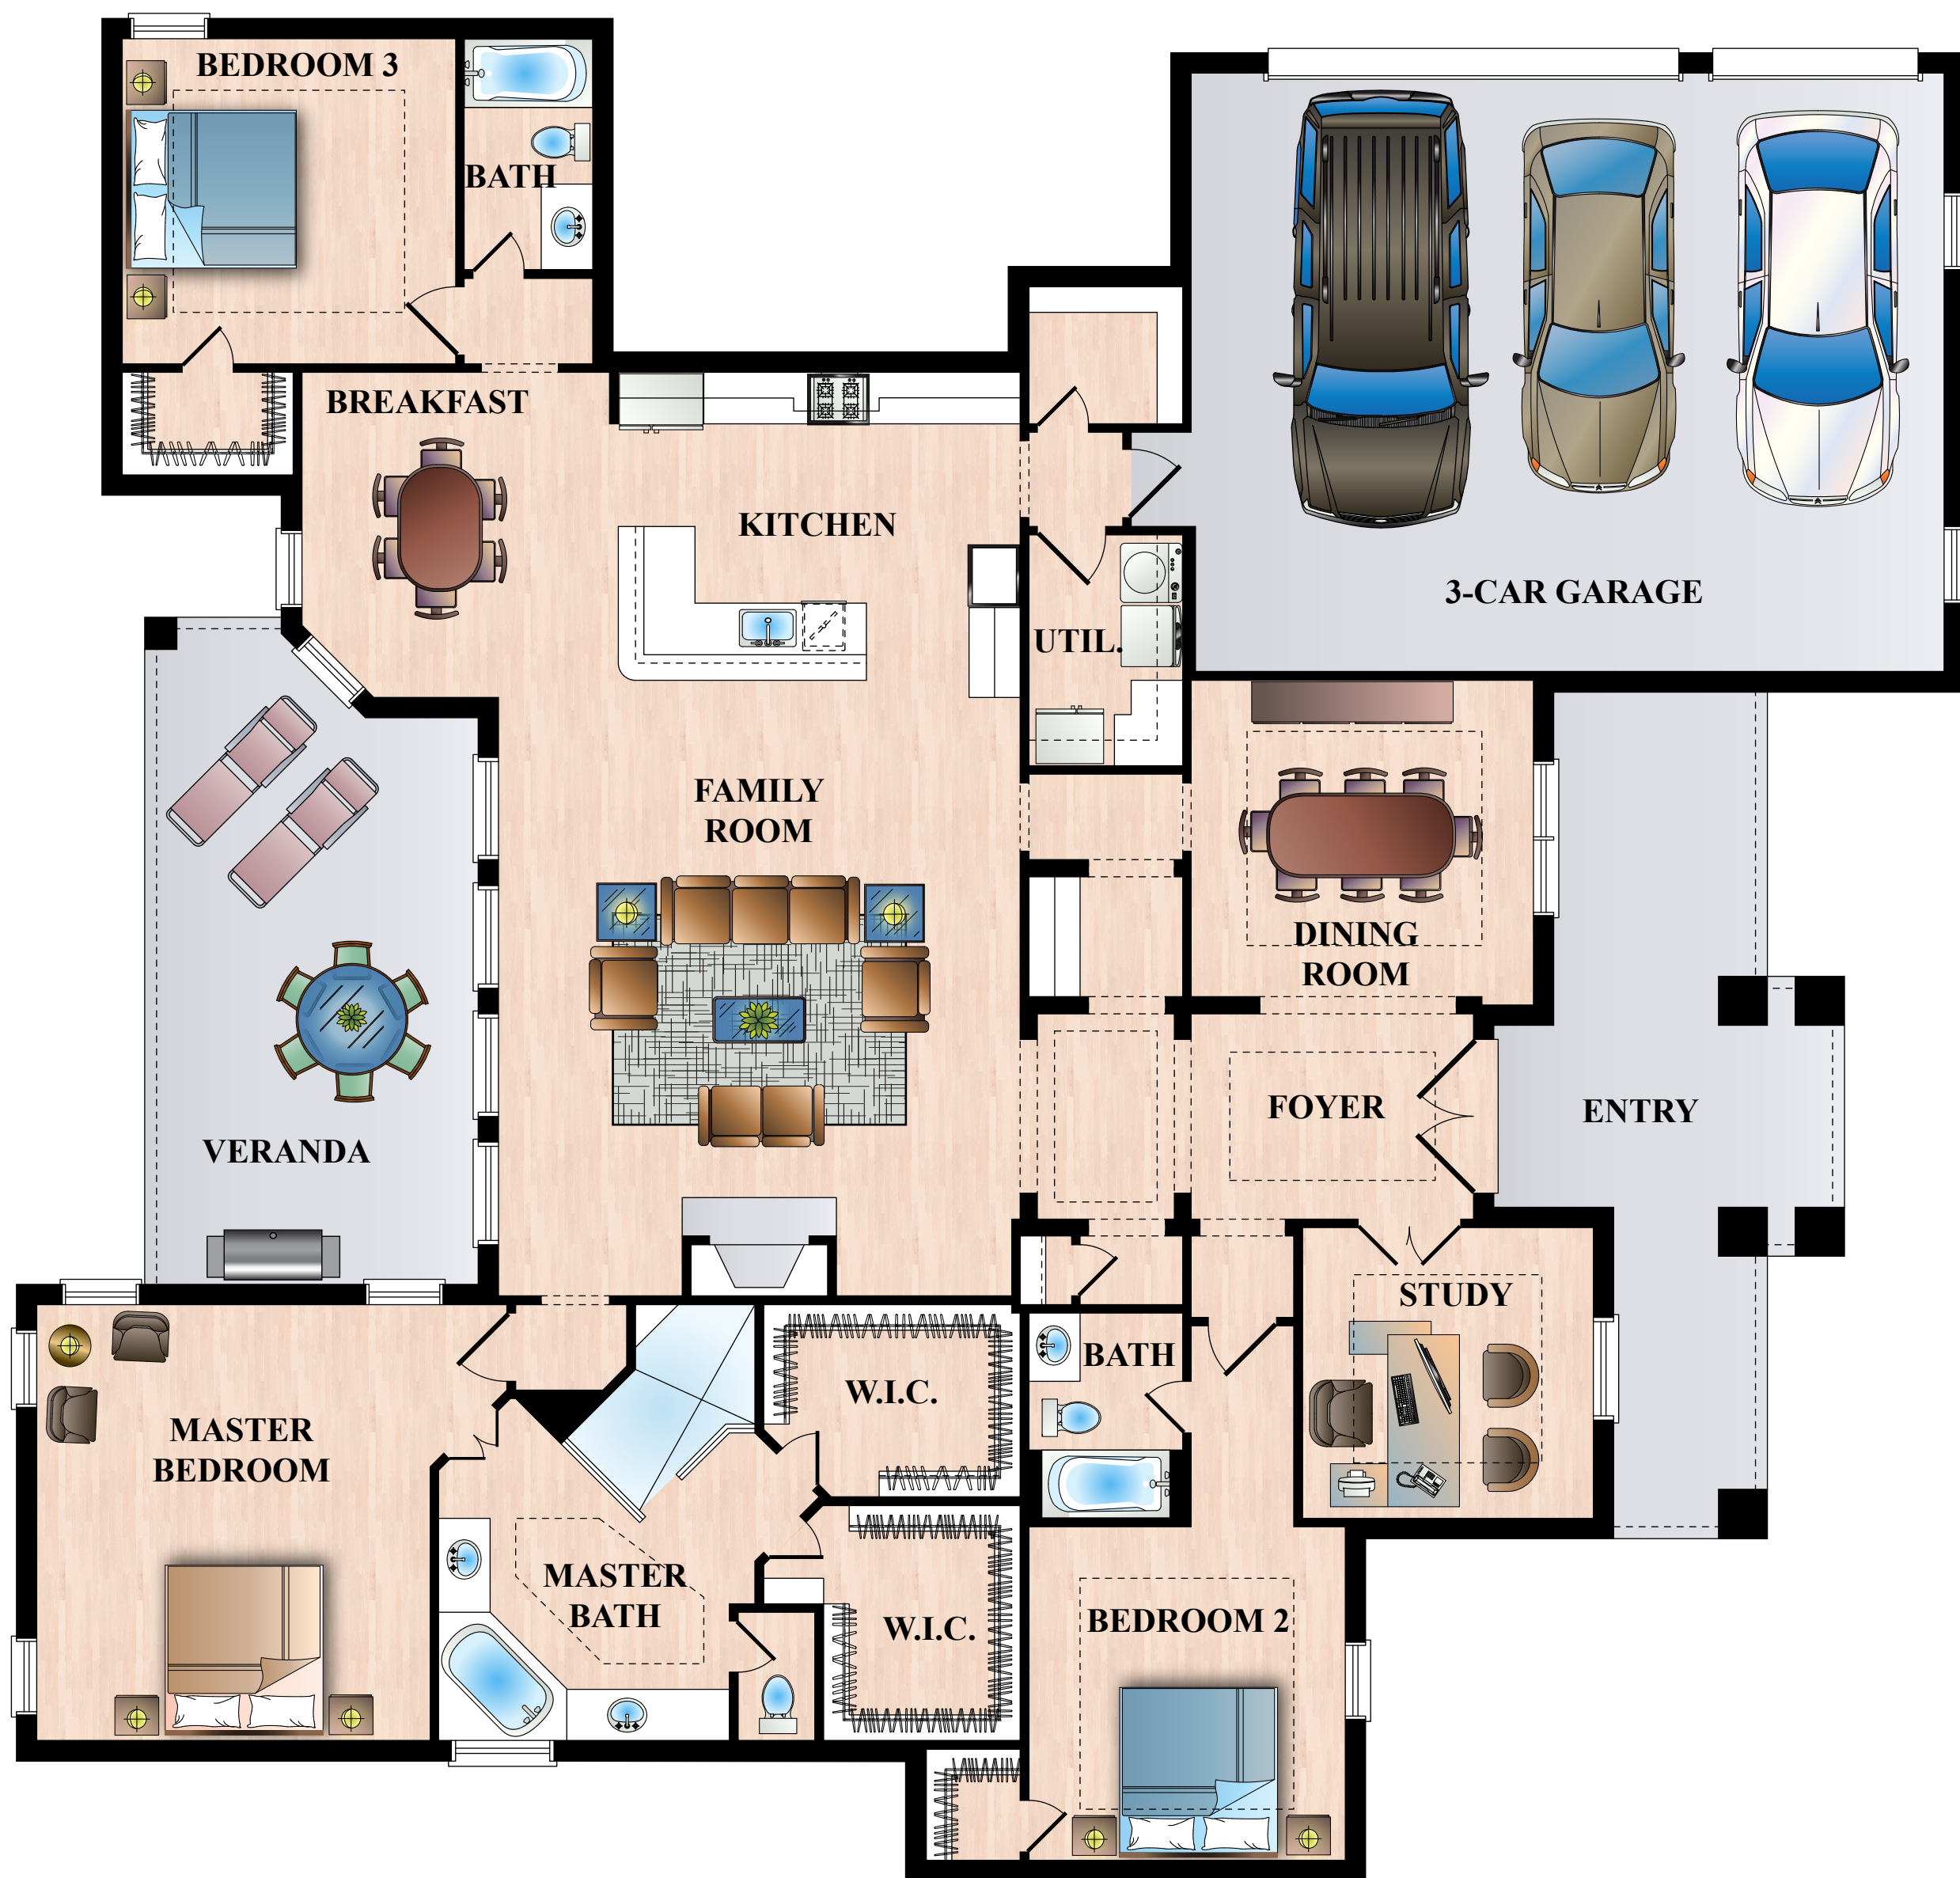 BEDROOM 3
BATH
BREAKFAST
KITCHEN
3-CAR GARAGE
UTIL.
FAMILY
ROOM
DINING
ROOM
FOYER
ENTRY
VERANDA
STUDY
BATH
W.I.C.
MASTER
BEDROOM
MASTER
BATH
W.I.C.
BEDROOM 2